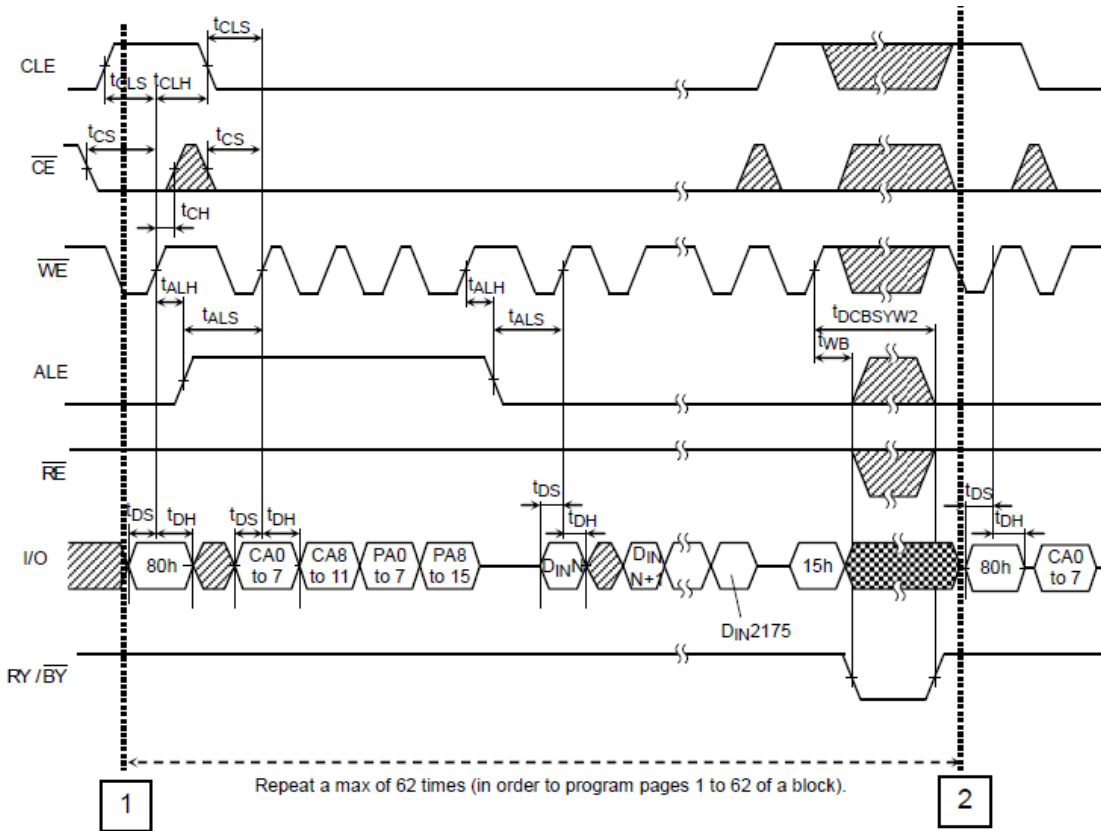 tCLS
CLE
tCLS tCLH
tCS tCS
CE
tCH
WE
tALH tALH
tALS tALS
tDCBSYW2
tWB
ALE
RE
tDS tDH tDS tDH tDS tDH tDS tDH
I/O
80h
CA0 to 7
CA8 to 11
PA0 to 7
PA8 to 15
DINN
DIN N+1
15h
80h
CA0 to 7
DIN2175
RY / BY
Repeat a max of 62 times (in order to program pages 1 to 62 of a block).
1
2